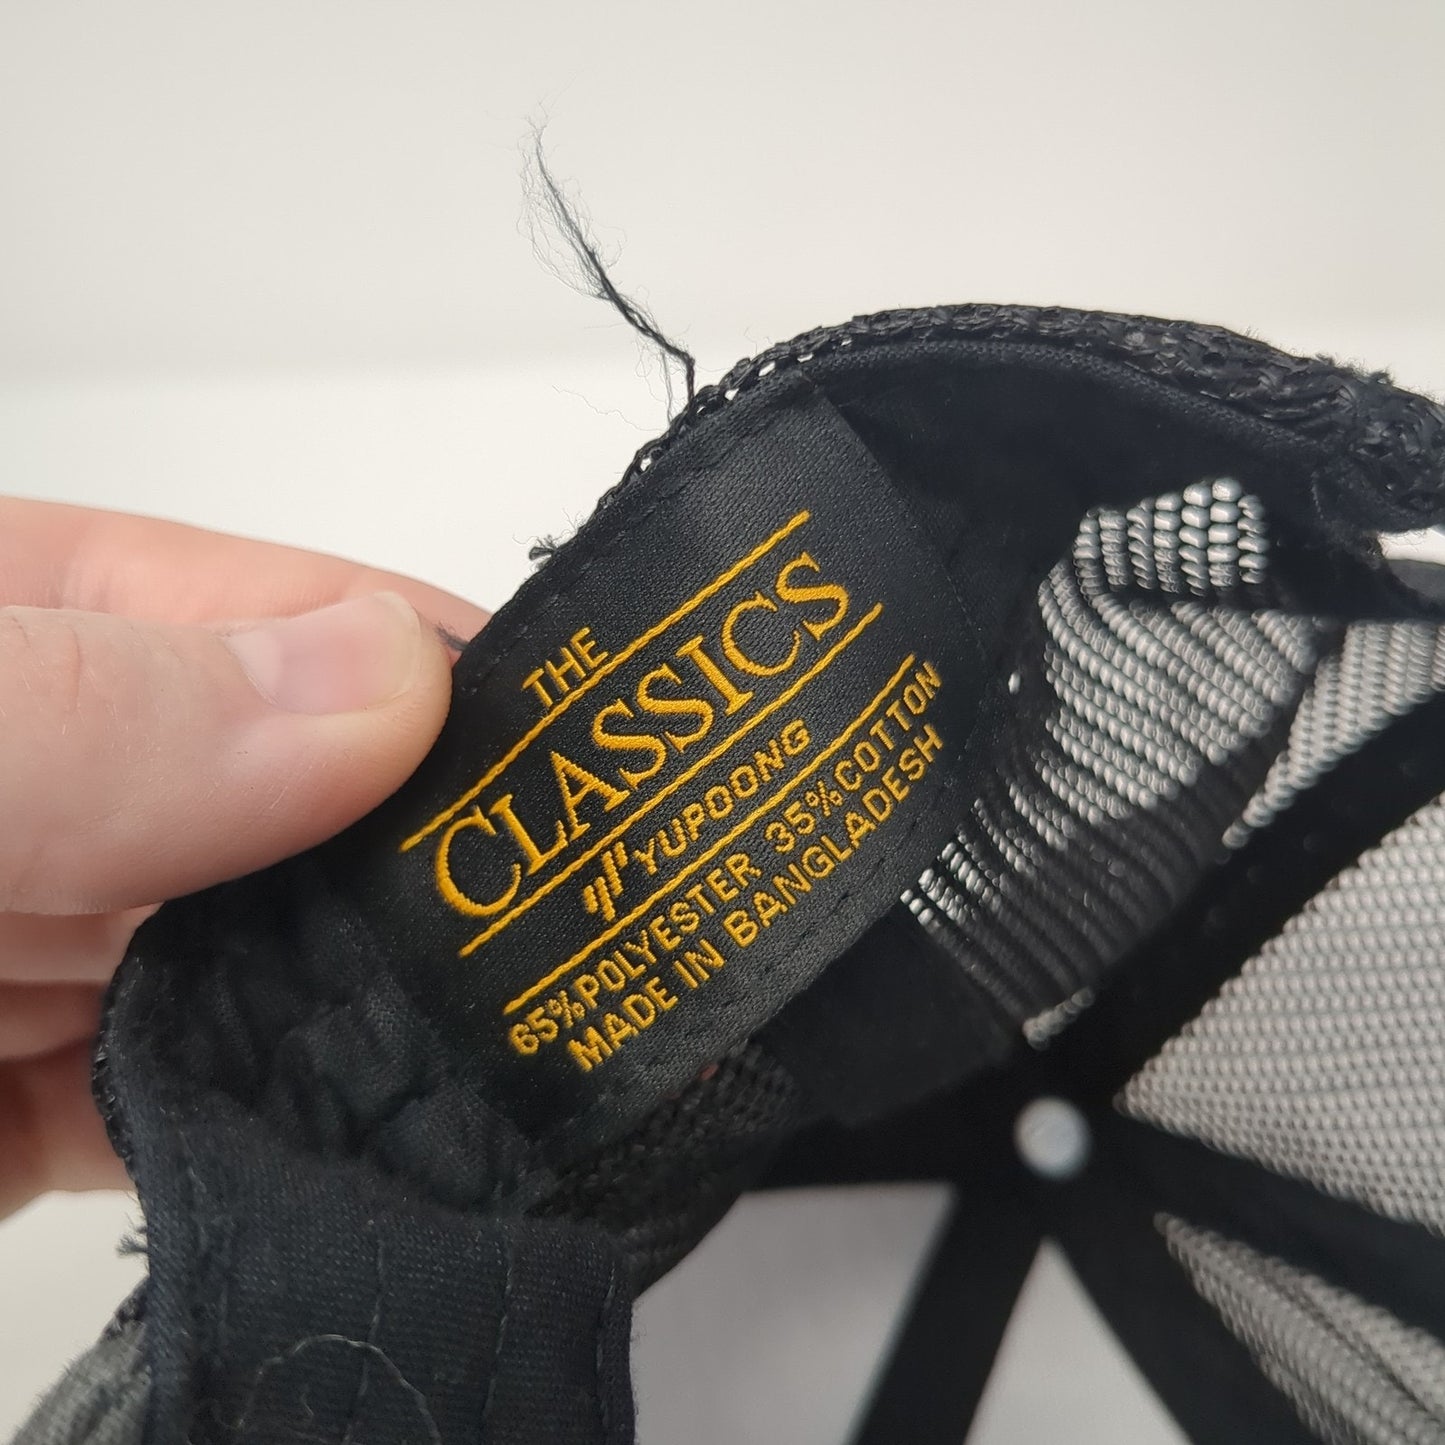 THE
CLASSICS
YUPOONG
65% POLYESTER 35% COTTON
MADE IN BANGLADESH